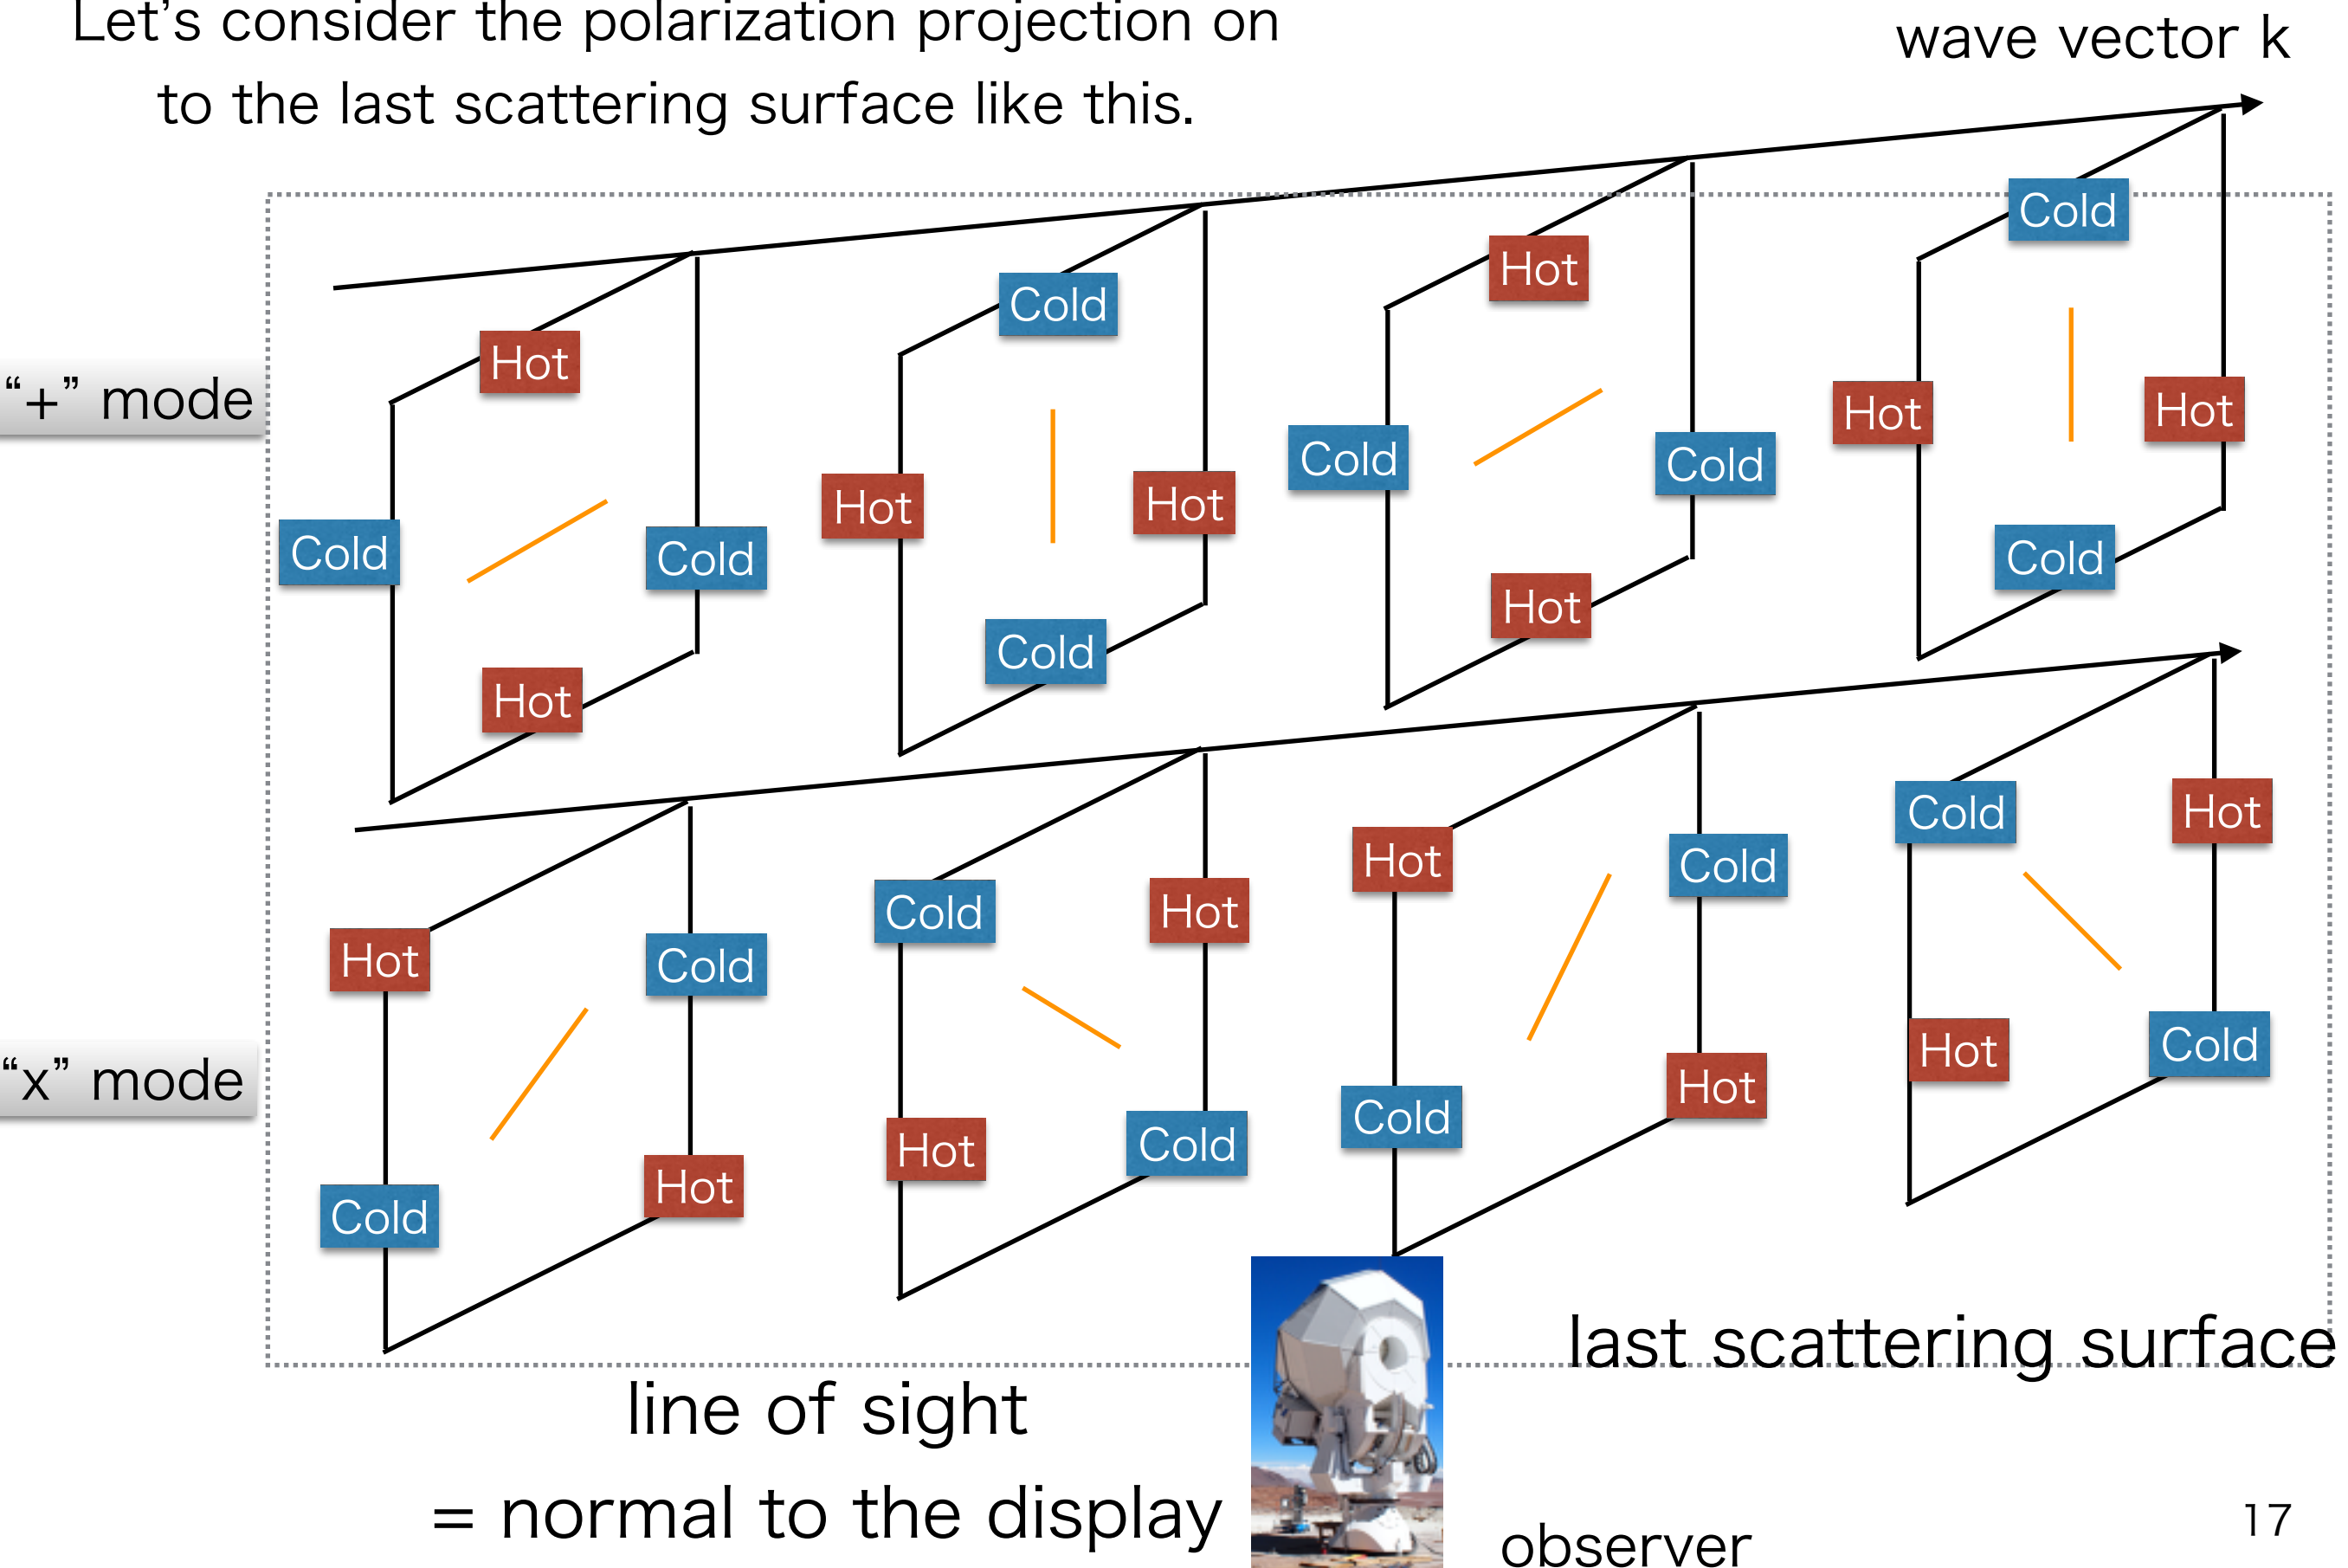 Let's consider the polarization projection on
to the last scattering surface like this.
wave vector k
Cold
Hot
Cold
Hot
“+” mode
Hot
Hot
Cold
Cold
Hot
Hot
Cold
Cold
Cold
Hot
Cold
Hot
Cold
Hot
Hot
Cold
Cold
Hot
Hot
Cold
“x” mode
Hot
Cold
Hot
Cold
Cold
Hot
Cold
Hot
last scattering surface
line of sight
= normal to the display
observer
17